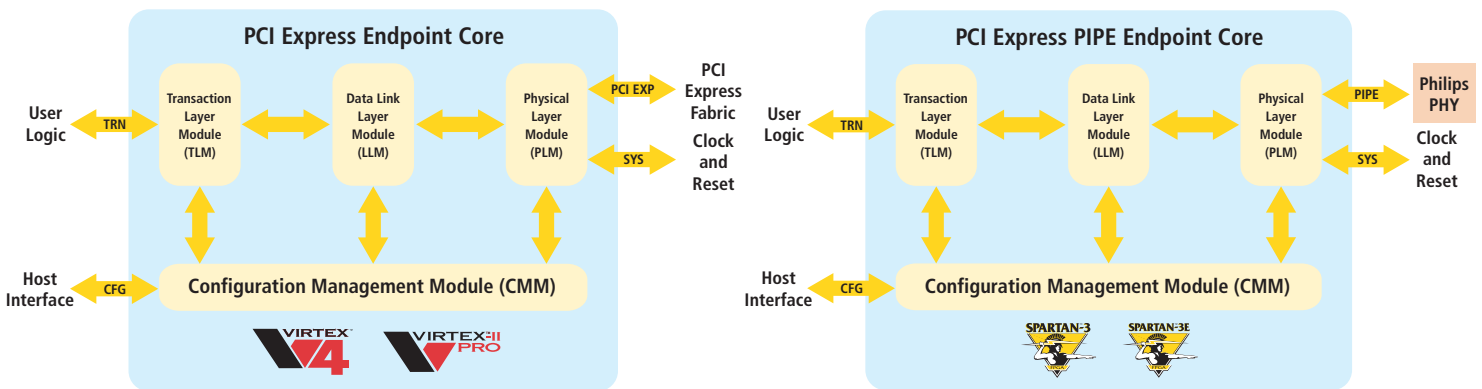 PCI Express Endpoint Core
Transaction
Layer
Module
(TLM)
Data Link
Layer
Module
(LLM)
Physical
Layer
Module
(PLM)
User
Logic
TRN
PCI EXP
PCI
Express
Fabric
SYS
Clock
and
Reset
Host
Interface
CFG
Configuration Management Module (CMM)
VIRTEX™
4
VIRTEX™-II
PRO
PCI Express PIPE Endpoint Core
Transaction
Layer
Module
(TLM)
Data Link
Layer
Module
(LLM)
Physical
Layer
Module
(PLM)
User
Logic
TRN
PIPE
Philips
PHY
SYS
Clock
and
Reset
Host
Interface
CFG
Configuration Management Module (CMM)
SPARTAN-3
FPGA
SPARTAN-3E
FPGA